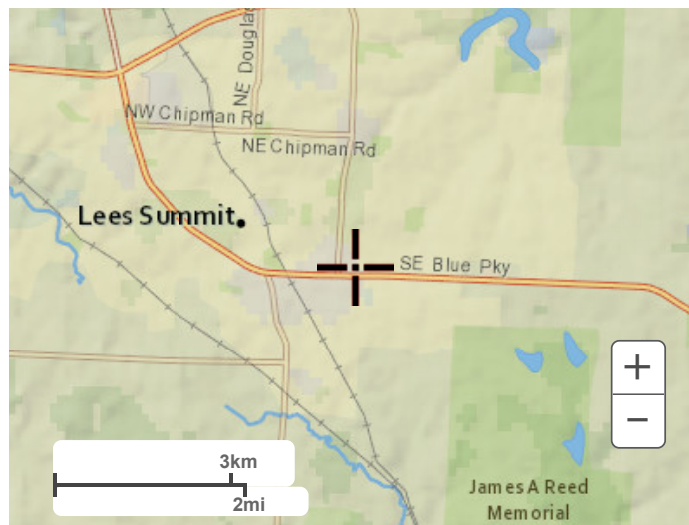 NE Douglas
NW Chipman Rd
NE Chipman Rd
Lees Summit
SE Blue Pky
+
−
3km
2mi
James A Reed
Memorial